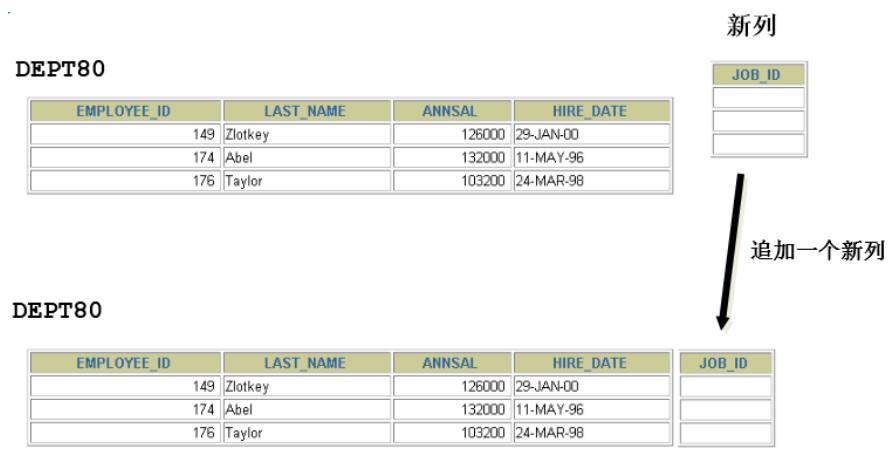 新列
DEPT80
JOB_ID
EMPLOYEE_ID LAST_NAME ANNSAL HIRE_DATE
149 Zlotkey 126000 29-JAN-00
174 Abel 132000 11-MAY-96
176 Taylor 103200 24-MAR-98
追加一个新列
DEPT80
EMPLOYEE_ID LAST_NAME ANNSAL HIRE_DATE JOB_ID
149 Zlotkey 126000 29-JAN-00
174 Abel 132000 11-MAY-96
176 Taylor 103200 24-MAR-98